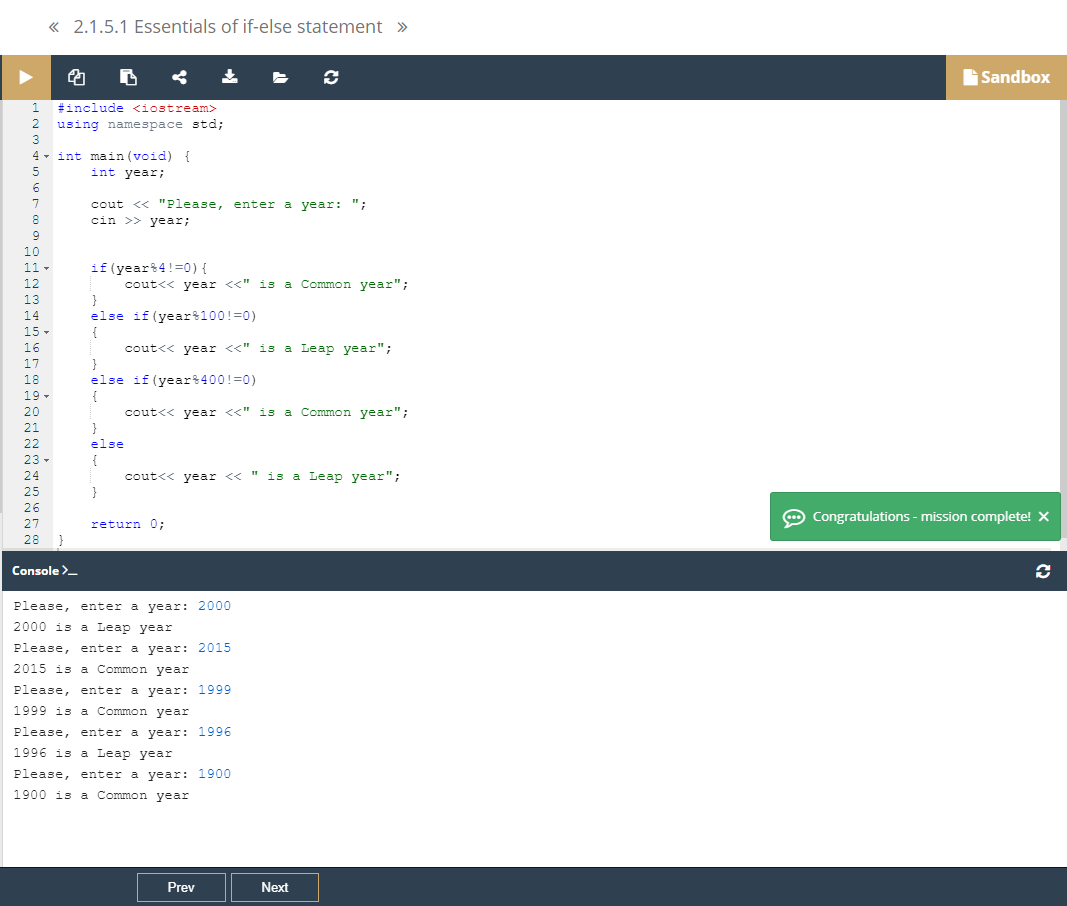 « 2.1.5.1 Essentials of if-else statement »
Sandbox
1 #include <iostream>
2 using namespace std;
3
4 int main(void) {
5 int year;
6
7 cout << "Please, enter a year: ";
8 cin >> year;
9
10
11 if(year%4!=0){
12 cout<< year <<" is a Common year";
13 }
14 else if(year%100!=0)
15 {
16 cout<< year <<" is a Leap year";
17 }
18 else if(year%400!=0)
19 {
20 cout<< year <<" is a Common year";
21 }
22 else
23 {
24 cout<< year << " is a Leap year";
25 }
26
27 return 0;
28 }
Congratulations - mission complete! ×
Console >_
Please, enter a year: 2000
2000 is a Leap year
Please, enter a year: 2015
2015 is a Common year
Please, enter a year: 1999
1999 is a Common year
Please, enter a year: 1996
1996 is a Leap year
Please, enter a year: 1900
1900 is a Common year
Prev Next